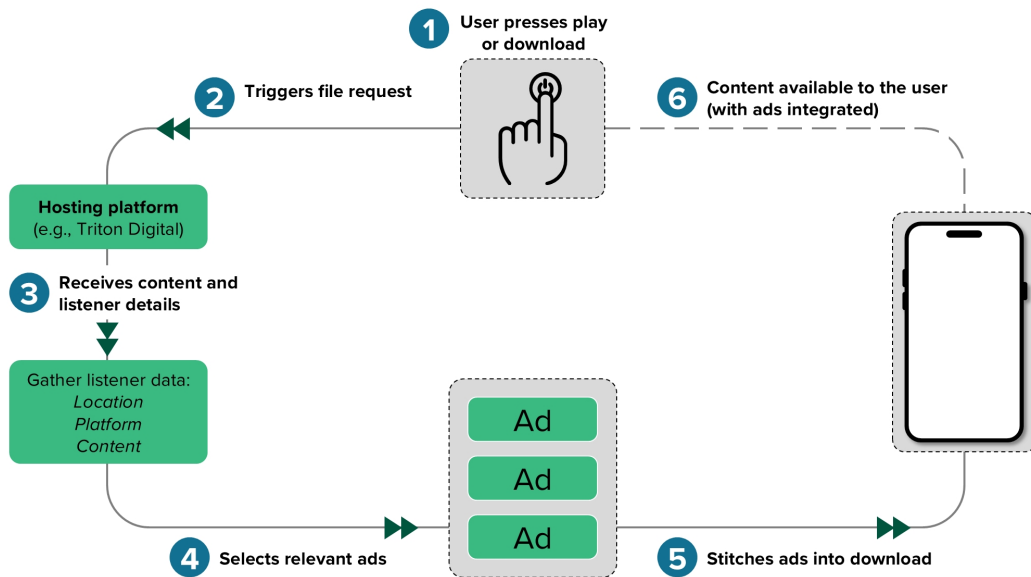 1
User presses play
or download
2
Triggers file request
6
Content available to the user
(with ads integrated)
Hosting platform
(e.g., Triton Digital)
3
Receives content and
listener details
Gather listener data:
Location
Platform
Content
Ad
Ad
Ad
4
Selects relevant ads
5
Stitches ads into download